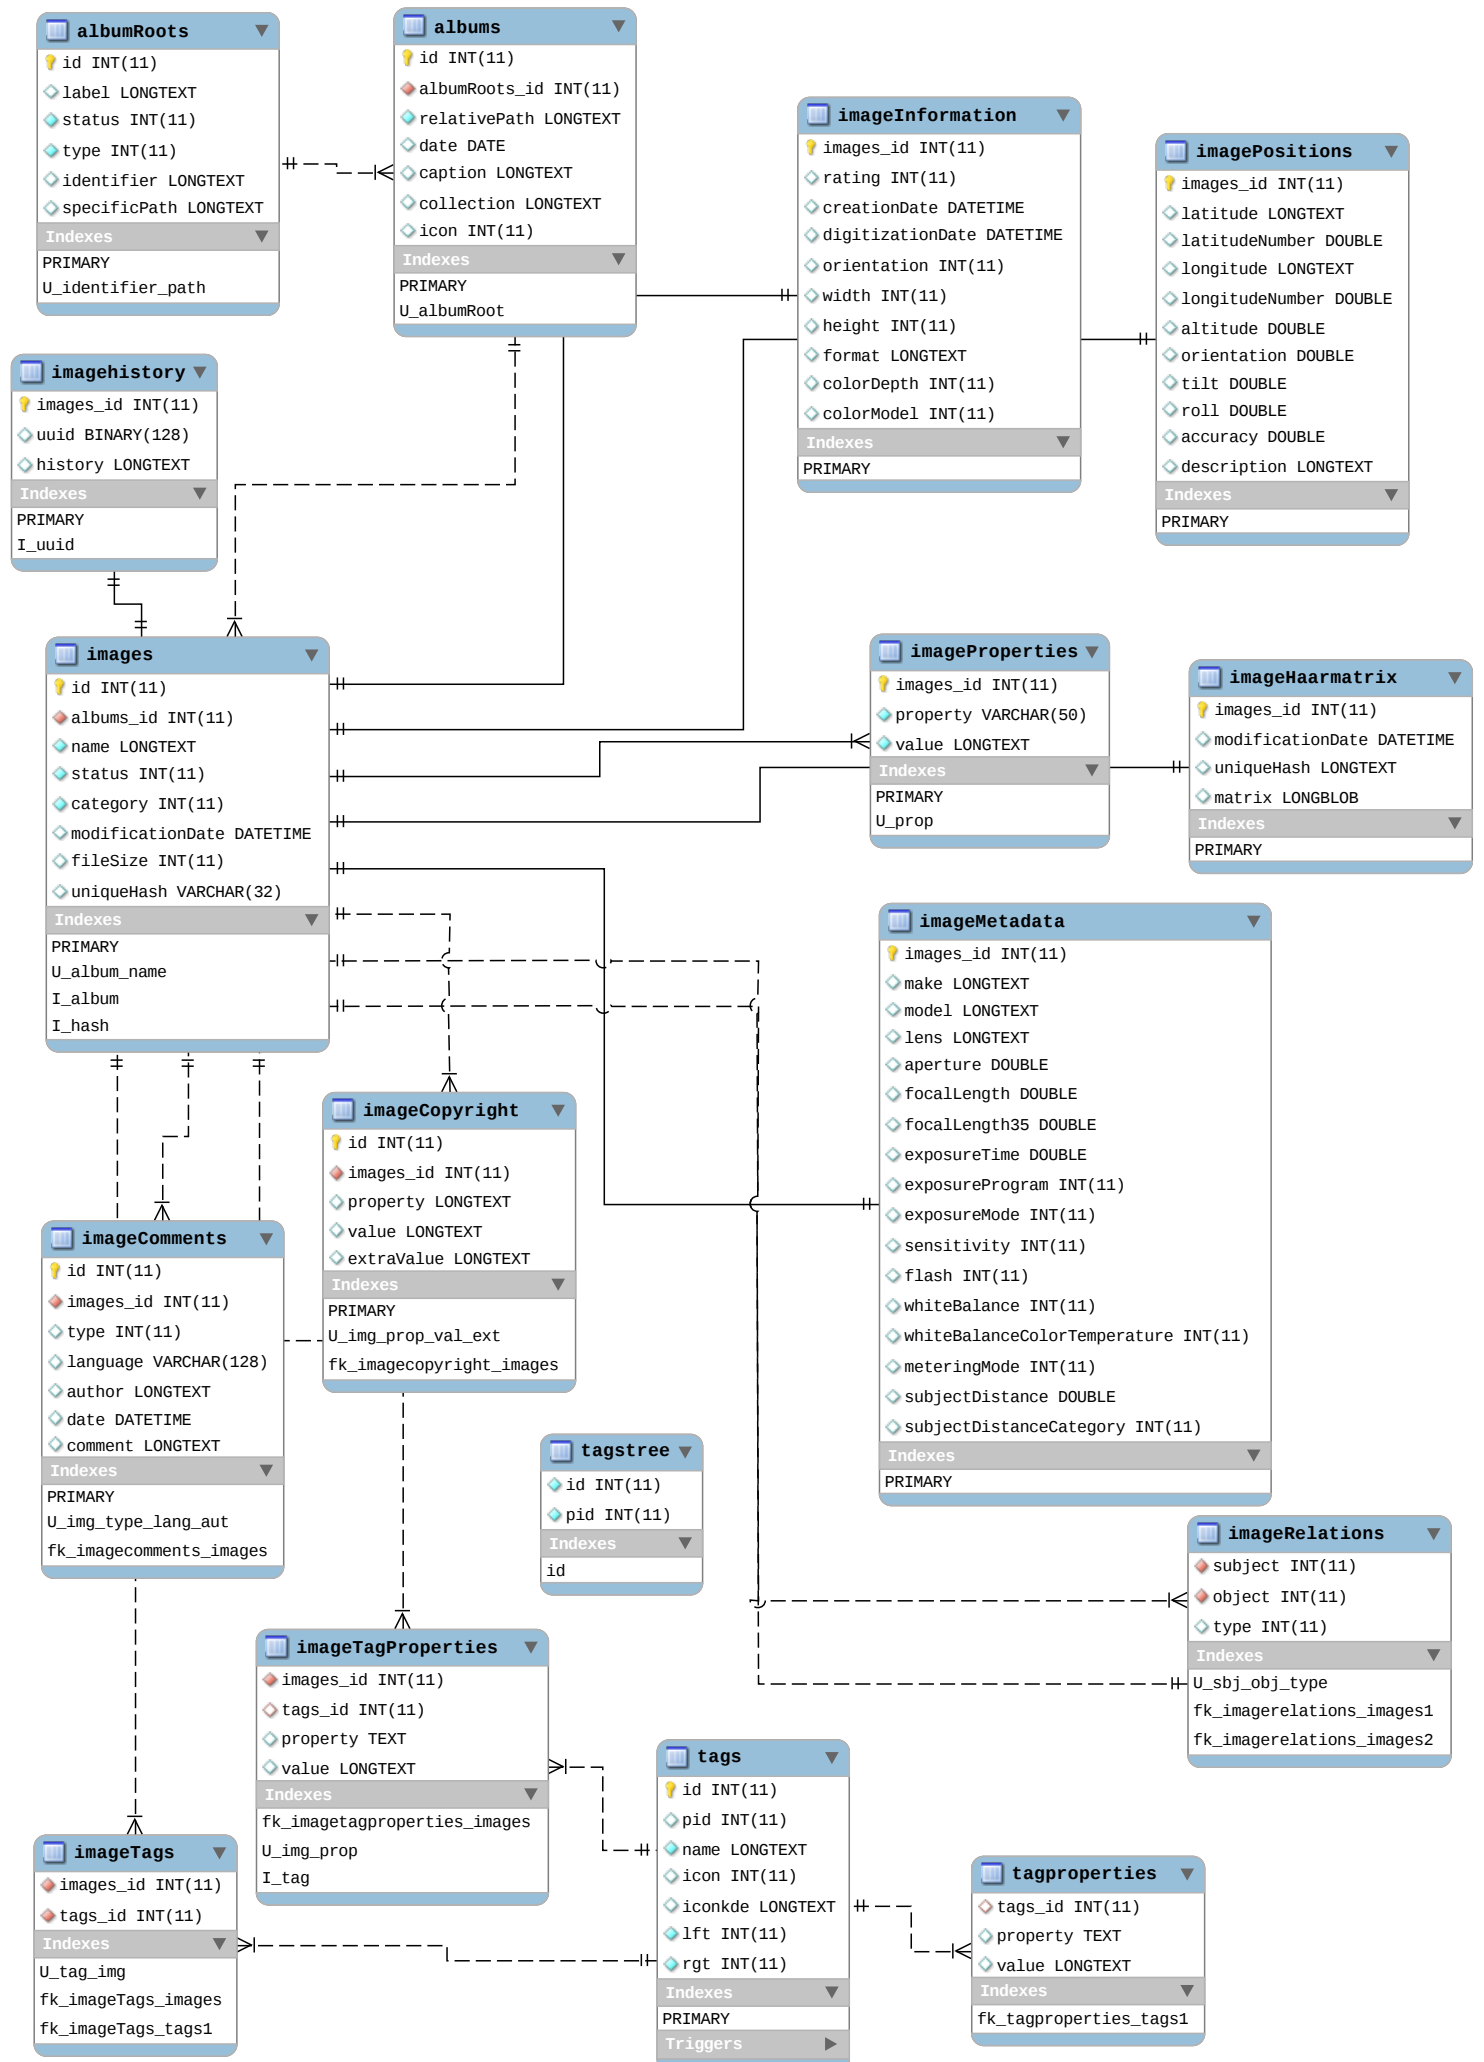 albumRoots
id INT(11)
label LONGTEXT
status INT(11)
type INT(11)
identifier LONGTEXT
specificPath LONGTEXT
Indexes
PRIMARY
U_identifier_path
albums
id INT(11)
albumRoots_id INT(11)
relativePath LONGTEXT
date DATE
caption LONGTEXT
collection LONGTEXT
icon INT(11)
Indexes
PRIMARY
U_albumRoot
imageInformation
images_id INT(11)
rating INT(11)
creationDate DATETIME
digitizationDate DATETIME
orientation INT(11)
width INT(11)
height INT(11)
format LONGTEXT
colorDepth INT(11)
colorModel INT(11)
Indexes
PRIMARY
imagePositions
images_id INT(11)
latitude LONGTEXT
latitudeNumber DOUBLE
longitude LONGTEXT
longitudeNumber DOUBLE
altitude DOUBLE
orientation DOUBLE
tilt DOUBLE
roll DOUBLE
accuracy DOUBLE
description LONGTEXT
Indexes
PRIMARY
imagehistory
images_id INT(11)
uuid BINARY(128)
history LONGTEXT
Indexes
PRIMARY
I_uuid
images
id INT(11)
albums_id INT(11)
name LONGTEXT
status INT(11)
category INT(11)
modificationDate DATETIME
fileSize INT(11)
uniqueHash VARCHAR(32)
Indexes
PRIMARY
U_album_name
I_album
I_hash
imageProperties
images_id INT(11)
property VARCHAR(50)
value LONGTEXT
Indexes
PRIMARY
U_prop
imageHaarmatrix
images_id INT(11)
modificationDate DATETIME
uniqueHash LONGTEXT
matrix LONGBLOB
Indexes
PRIMARY
imageMetadata
images_id INT(11)
make LONGTEXT
model LONGTEXT
lens LONGTEXT
aperture DOUBLE
focalLength DOUBLE
focalLength35 DOUBLE
exposureTime DOUBLE
exposureProgram INT(11)
exposureMode INT(11)
sensitivity INT(11)
flash INT(11)
whiteBalance INT(11)
whiteBalanceColorTemperature INT(11)
meteringMode INT(11)
subjectDistance DOUBLE
subjectDistanceCategory INT(11)
Indexes
PRIMARY
imageCopyright
id INT(11)
images_id INT(11)
property LONGTEXT
value LONGTEXT
extraValue LONGTEXT
Indexes
PRIMARY
U_img_prop_val_ext
fk_imagecopyright_images
imageComments
id INT(11)
images_id INT(11)
type INT(11)
language VARCHAR(128)
author LONGTEXT
date DATETIME
comment LONGTEXT
Indexes
PRIMARY
U_img_type_lang_aut
fk_imagecomments_images
tagstree
id INT(11)
pid INT(11)
Indexes
id
imageRelations
subject INT(11)
object INT(11)
type INT(11)
Indexes
U_sbj_obj_type
fk_imagerelations_images1
fk_imagerelations_images2
imageTagProperties
images_id INT(11)
tags_id INT(11)
property TEXT
value LONGTEXT
Indexes
fk_imagetagproperties_images
U_img_prop
I_tag
tags
id INT(11)
pid INT(11)
name LONGTEXT
icon INT(11)
iconkde LONGTEXT
lft INT(11)
rgt INT(11)
Indexes
PRIMARY
Triggers
imageTags
images_id INT(11)
tags_id INT(11)
Indexes
U_tag_img
fk_imageTags_images
fk_imageTags_tags1
tagproperties
tags_id INT(11)
property TEXT
value LONGTEXT
Indexes
fk_tagproperties_tags1